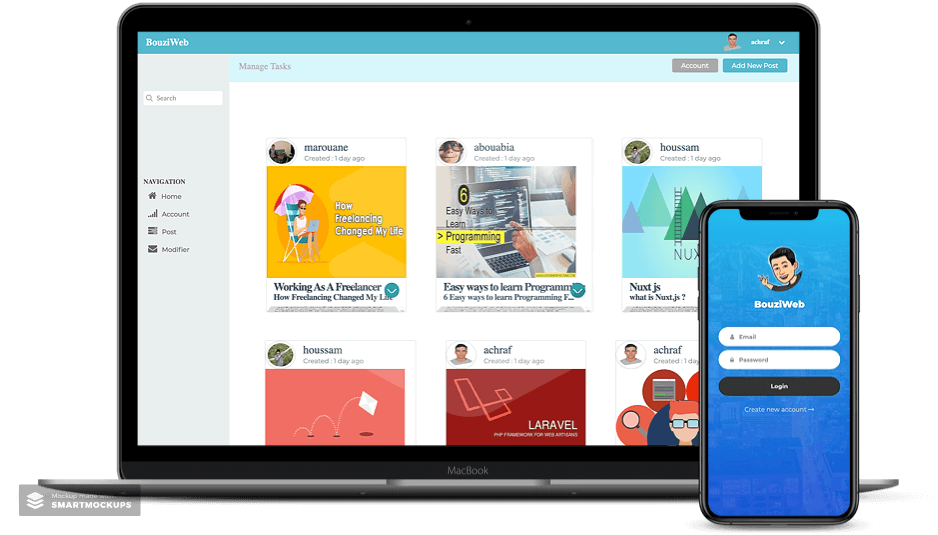 BouziWeb
achraf
Manage Tasks
Account
Add New Post
Search
NAVIGATION
Home
Account
Post
Modifier
marouane
Created : 1 day ago
How
Freelancing
Changed My Life
Working As A Freelancer
How Freelancing Changed My Life
abouabia
Created : 1 day ago
6
Easy Ways to
Learn
> Programming
Fast
Easy ways to learn Programm
6 Easy ways to learn Programming F...
houssam
Created : 1 day ago
NUX
Nuxt js
what is Nuxt.js ?
houssam
Created : 1 day ago
achraf
Created : 1 day ago
LARAVEL
PHP FRAMEWORK FOR WEB ARTISANS
achraf
Created : 1 day ago
BouziWeb
Email
Password
Login
Create new account
MacBook
Mockup made with
SMARTMOCKUPS